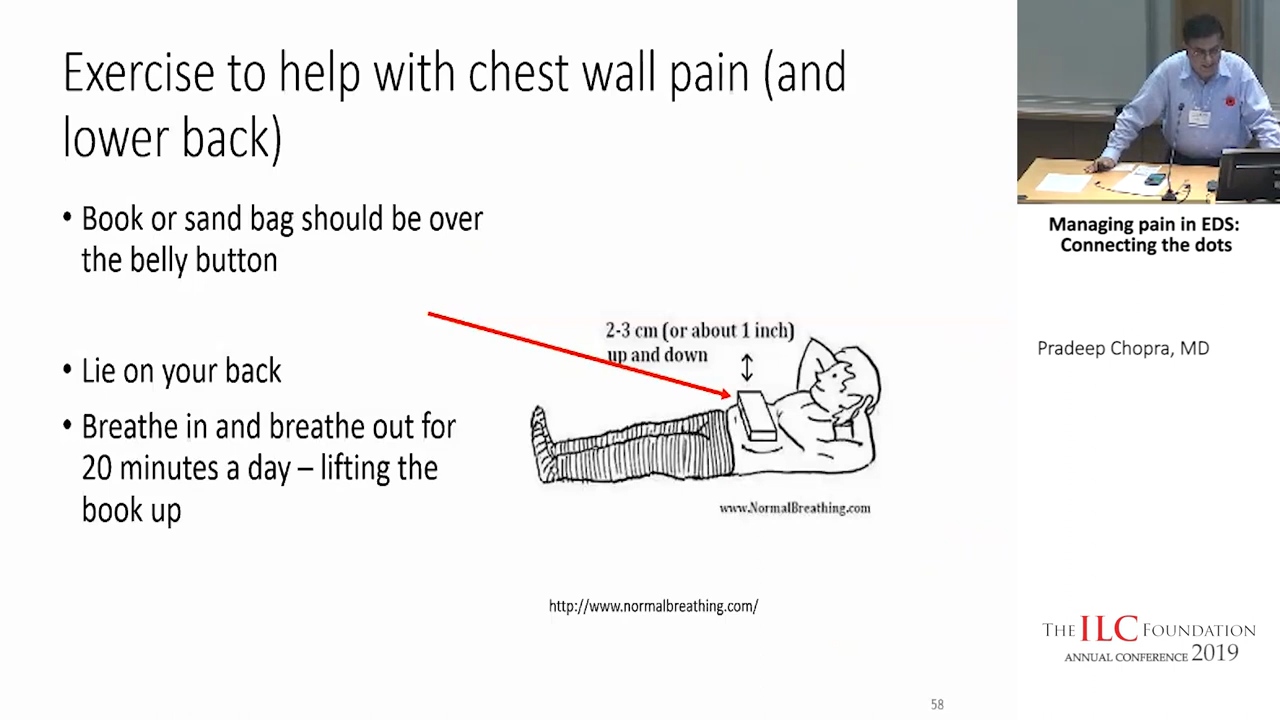 Exercise to help with chest wall pain (and
lower back)
• Book or sand bag should be over
the belly button
• Lie on your back
• Breathe in and breathe out for
20 minutes a day – lifting the
book up
2-3 cm (or about 1 inch)
up and down
www.NormalBreathing.com
http://www.normalbreathing.com/
58
Managing pain in EDS:
Connecting the dots
Pradeep Chopra, MD
THE ILC FOUNDATION
ANNUAL CONFERENCE 2019